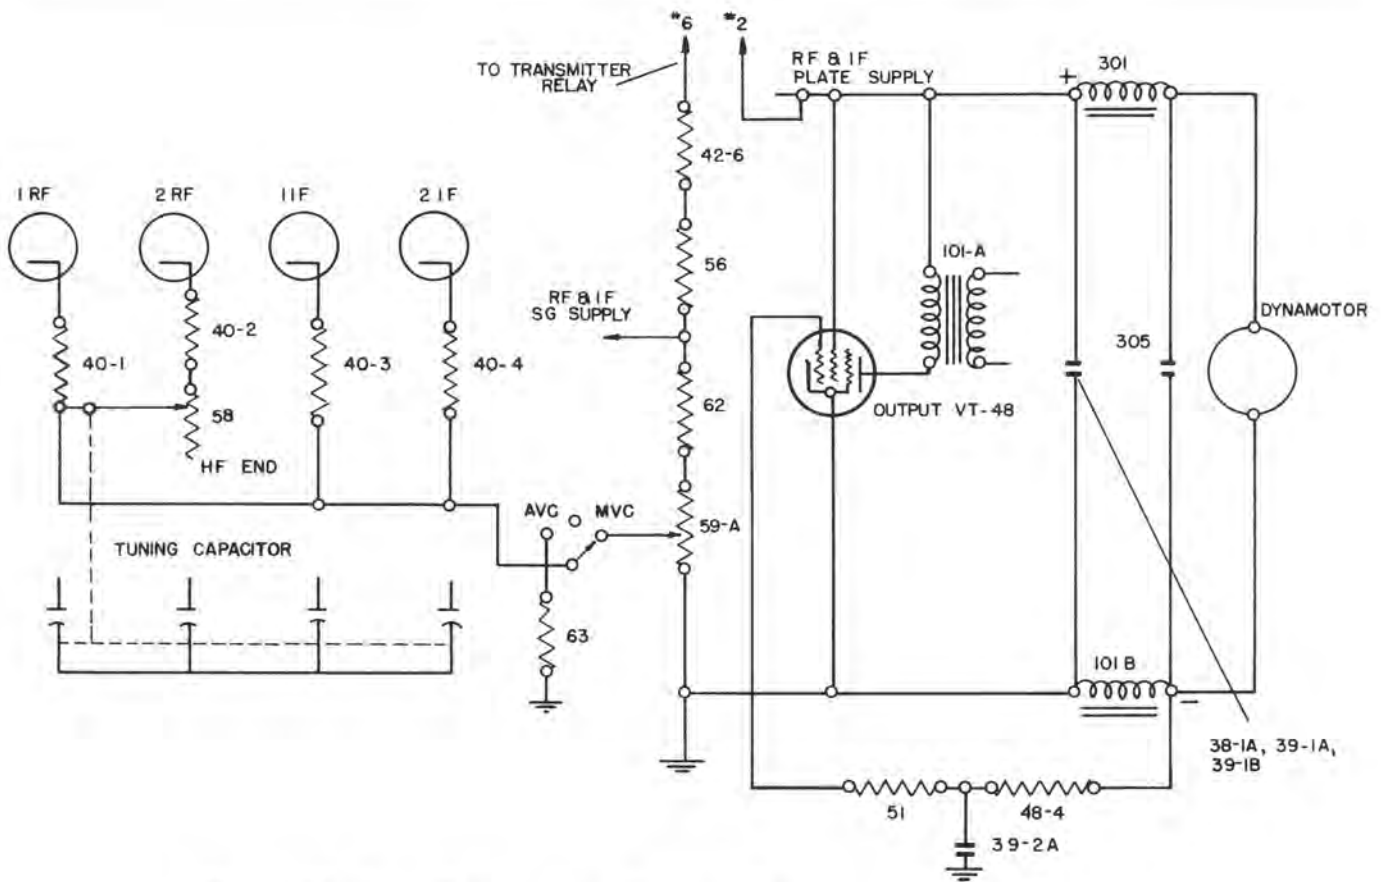 *6
*2
TO TRANSMITTER
RELAY
RF & IF
PLATE SUPPLY
+
301
42-6
1 RF
2 RF
1 IF
2 IF
56
101-A
RF & IF
SG SUPPLY
DYNAMOTOR
40-2
305
40-1
40-3
40-4
62
OUTPUT VT-48
58
HF END
AVC
MVC
59-A
TUNING CAPACITOR
63
101 B
-
38-1A, 39-1A,
39-1B
51
48-4
39-2A